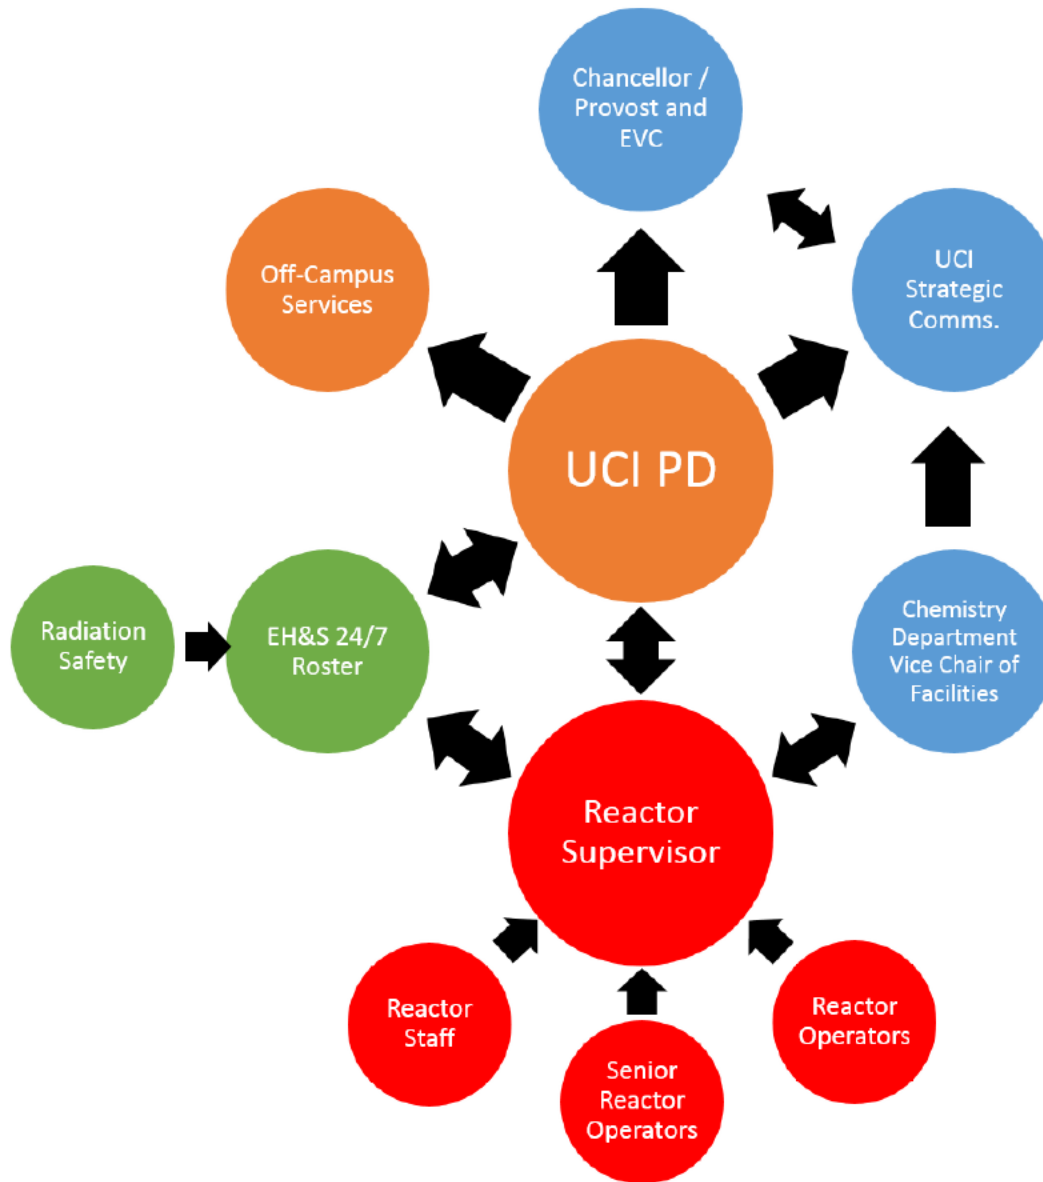 Chancellor /
Provost and
EVC
Off-Campus
Services
UCI
Strategic
Comms.
UCI PD
Radiation
Safety
EH&S 24/7
Roster
Chemistry
Department
Vice Chair of
Facilities
Reactor
Supervisor
Reactor
Staff
Senior
Reactor
Operators
Reactor
Operators